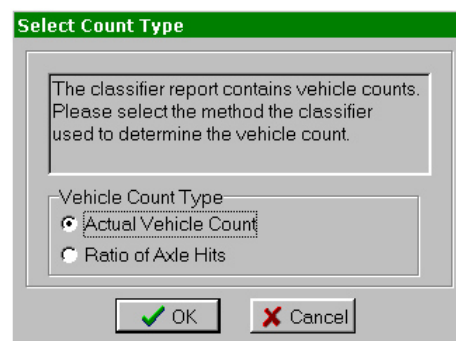 Select Count Type
The classifier report contains vehicle counts.
Please select the method the classifier
used to determine the vehicle count.
Vehicle Count Type
Actual Vehicle Count
Ratio of Axle Hits
OK Cancel